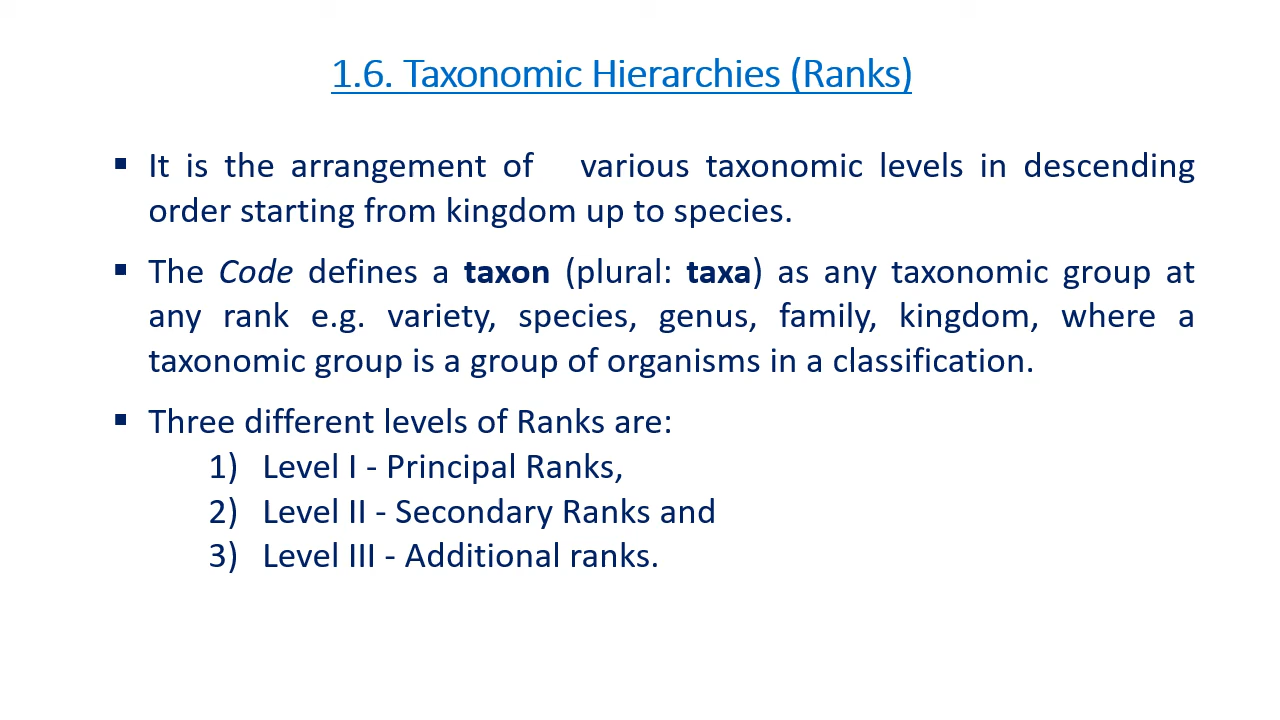 1.6. Taxonomic Hierarchies (Ranks)
▪ It is the arrangement of various taxonomic levels in descending
order starting from kingdom up to species.
▪ The Code defines a taxon (plural: taxa) as any taxonomic group at
any rank e.g. variety, species, genus, family, kingdom, where a
taxonomic group is a group of organisms in a classification.
▪ Three different levels of Ranks are:
1) Level I - Principal Ranks,
2) Level II - Secondary Ranks and
3) Level III - Additional ranks.